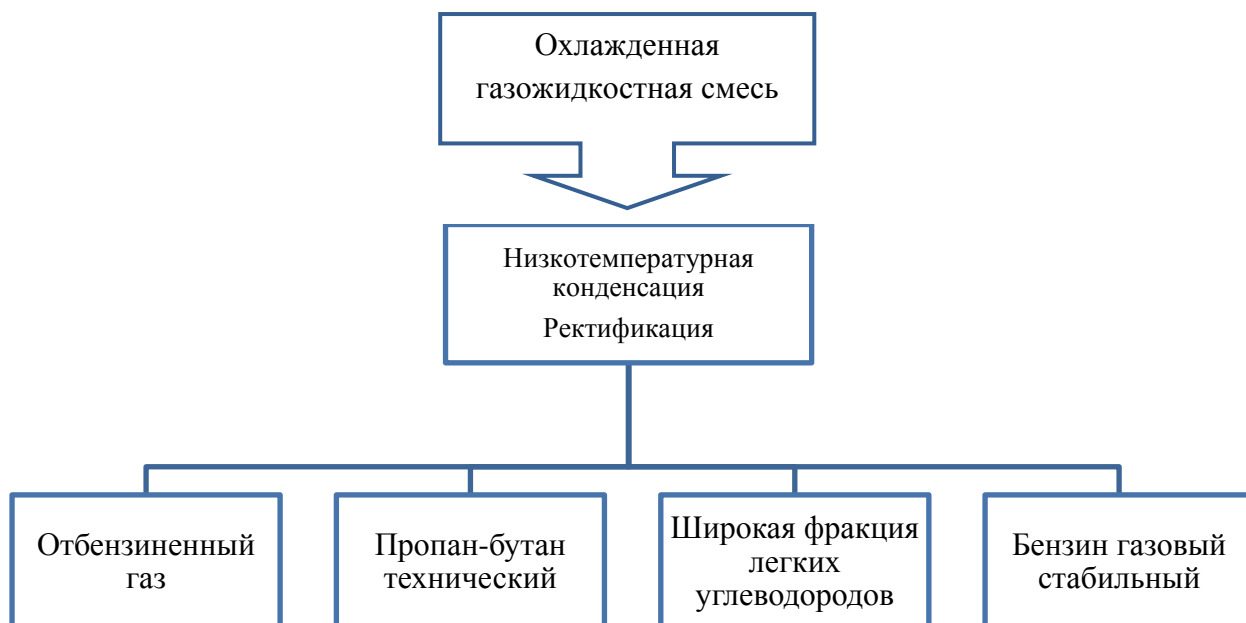 Охлажденная
газожидкостная смесь
Низкотемпературная
конденсация
Ректификация
Отбензиненный
газ
Пропан-бутан
технический
Широкая фракция
легких
углеводородов
Бензин газовый
стабильный